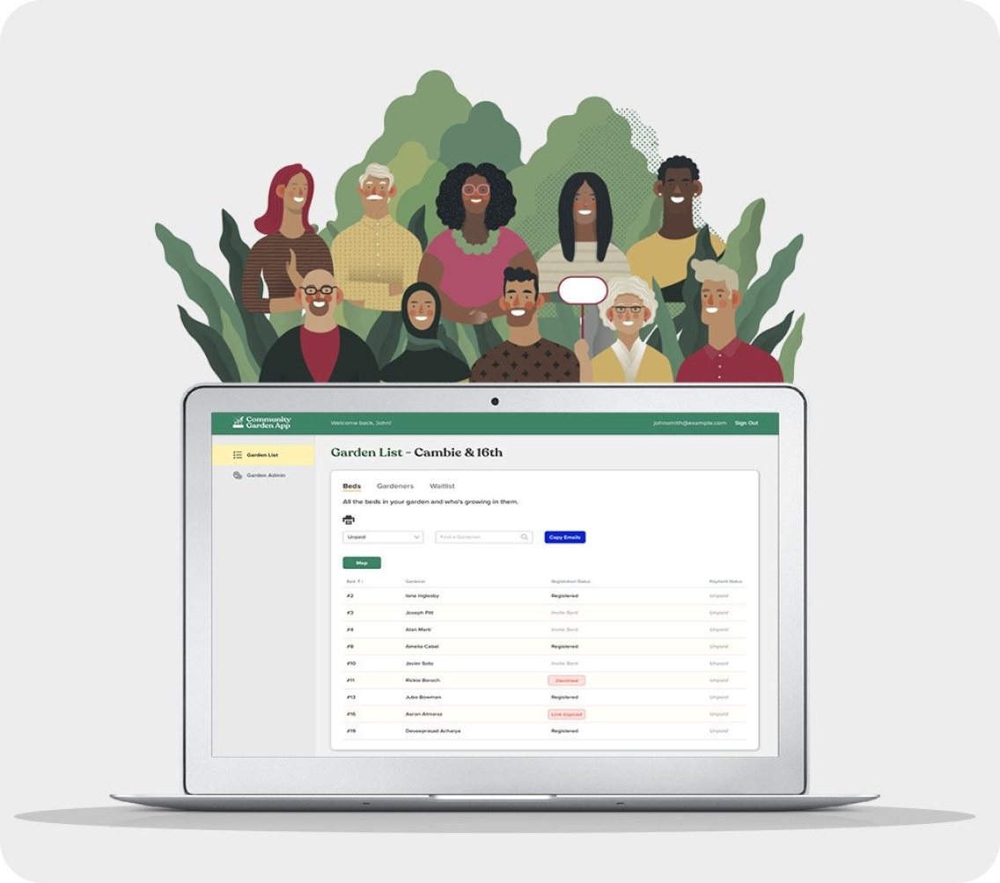 Community
Garden App
Welcome back, John!
johnsmith@example.com Sign Out
Garden List
Garden Admin
Garden List - Cambie & 16th
Beds Gardeners Waitlist
All the beds in your garden and who's growing in them.
Unpaid Find a Gardener Copy Emails
Map
Bed # Gardener Registration Status Payment Status
#2 Iona Inglesby Registered Unpaid
#3 Joseph Pitt Invite Sent Unpaid
#4 Alan Marti Invite Sent Unpaid
#8 Amelia Cabal Registered Unpaid
#10 Javier Soto Invite Sent Unpaid
#11 Rickie Baroch Declined Unpaid
#13 Jube Bowman Registered Unpaid
#16 Aaron Almaraz Link Expired Unpaid
#19 Deveeprasad Acharya Registered Unpaid